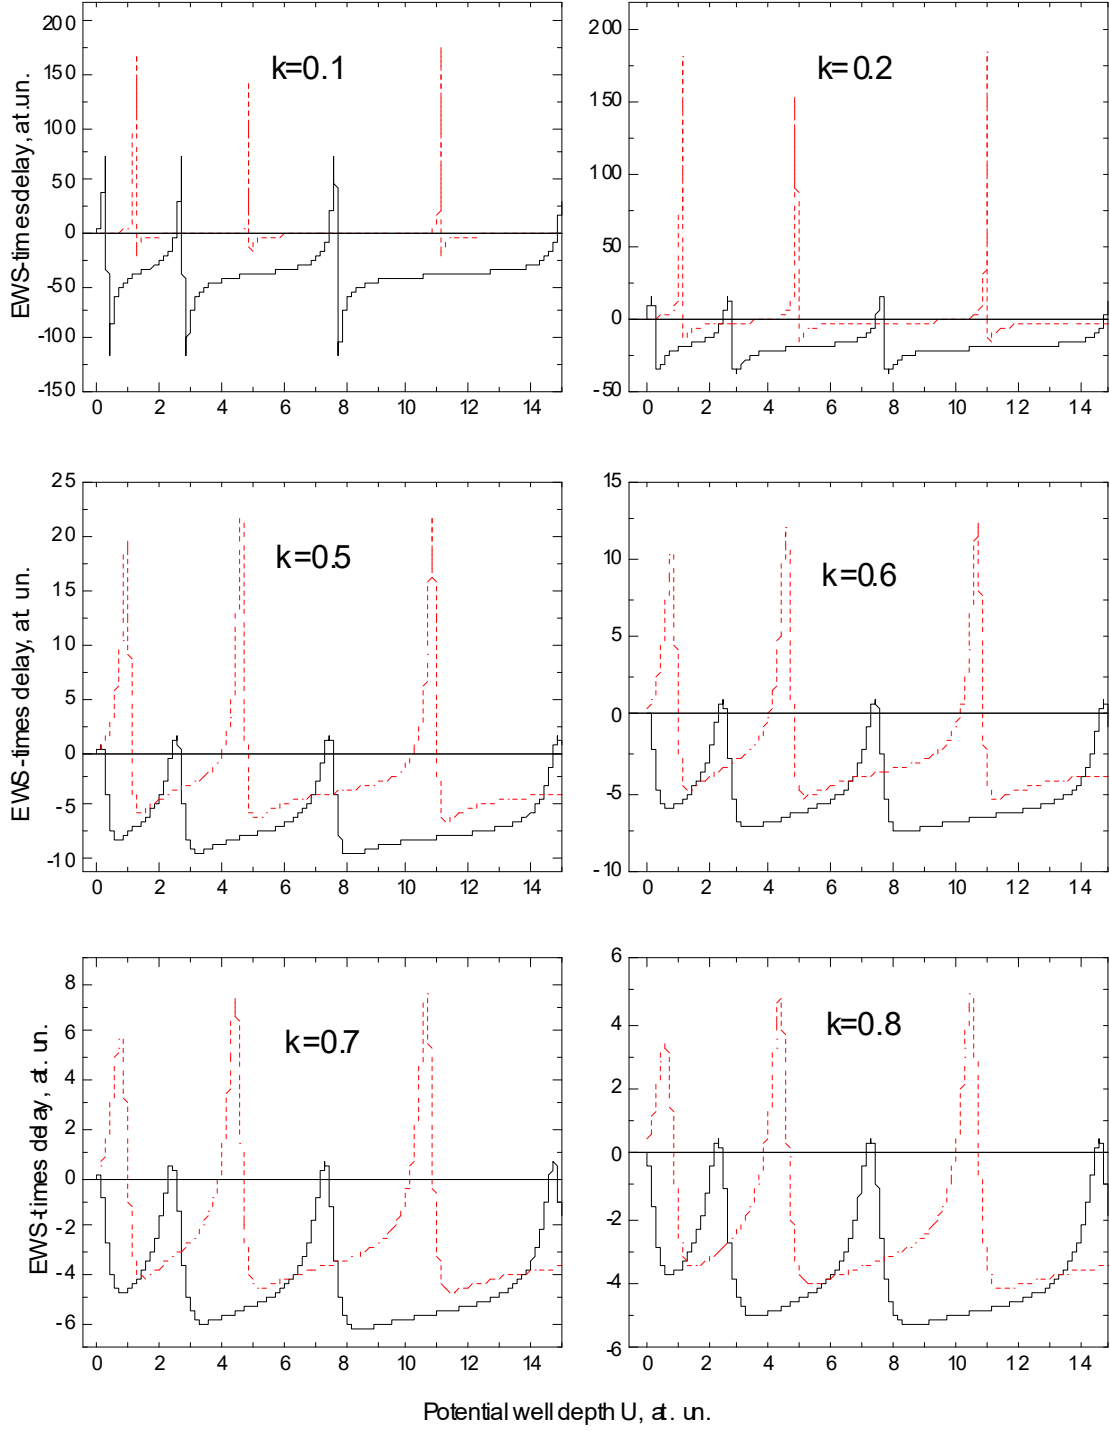 200
150
100
50
0
-50
-100
-150
EWS-timesdelay, at.un.
k=0.1
0 2 4 6 8 10 12 14
200
150
100
50
0
-50
k=0.2
0 2 4 6 8 10 12 14
25
20
15
10
5
0
-5
-10
EWS-times delay, at. un.
k=0.5
0 2 4 6 8 10 12 14
15
10
5
0
-5
-10
k=0.6
0 2 4 6 8 10 12 14
8
6
4
2
0
-2
-4
-6
EWS-times delay, at. un.
k=0.7
0 2 4 6 8 10 12 14
6
4
2
0
-2
-4
-6
k=0.8
0 2 4 6 8 10 12 14
Potential well depth U, at. un.